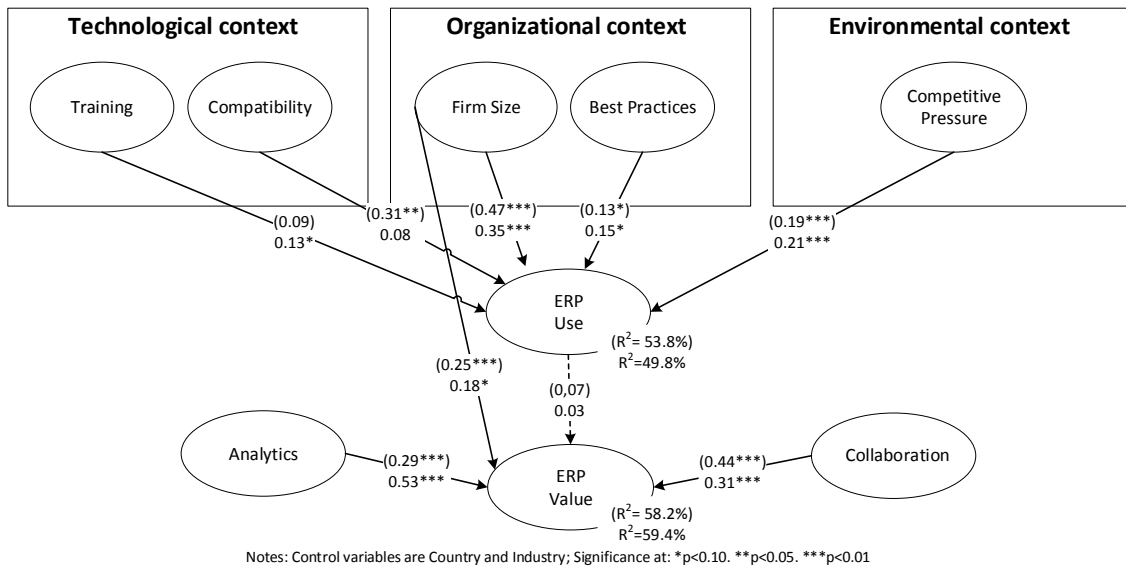 Technological context
Organizational context
Environmental context
Training
Compatibility
Firm Size
Best Practices
Competitive
Pressure
(0.09)
0.13*
(0.31**)
0.08
(0.47***)
0.35***
(0.13*)
0.15*
(0.19***)
0.21***
ERP
Use
(R²= 53.8%)
R²=49.8%
(0.25***)
0.18*
(0,07)
0.03
Analytics
(0.29***)
0.53***
ERP
Value
(R²= 58.2%)
R²=59.4%
(0.44***)
0.31***
Collaboration
Notes: Control variables are Country and Industry; Significance at: *p<0.10. **p<0.05. ***p<0.01